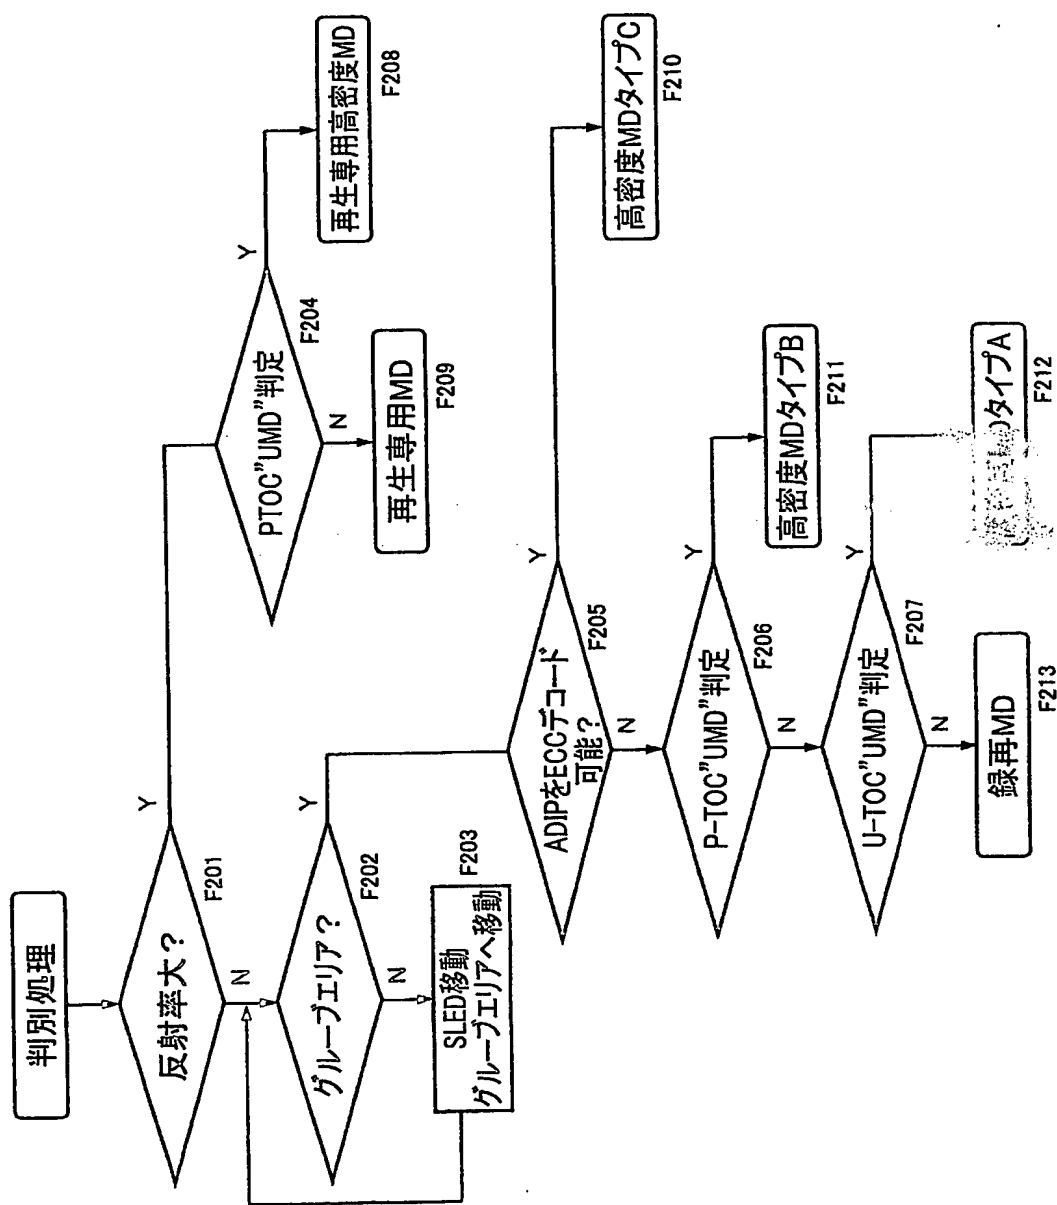 判別処理
反射率大？
F201
Y
N
グルーブエリア？
F202
Y
N
SLED移動
グルーブエリアへ移動
F203
PTOC"UMD"判定
F204
Y
N
再生専用高密度MD
F208
再生専用MD
F209
ADIPをECCデコード
可能？
F205
Y
N
高密度MDタイプC
F210
P-TOC"UMD"判定
F206
Y
N
高密度MDタイプB
F211
U-TOC"UMD"判定
F207
Y
N
タイプA
F212
録再MD
F213